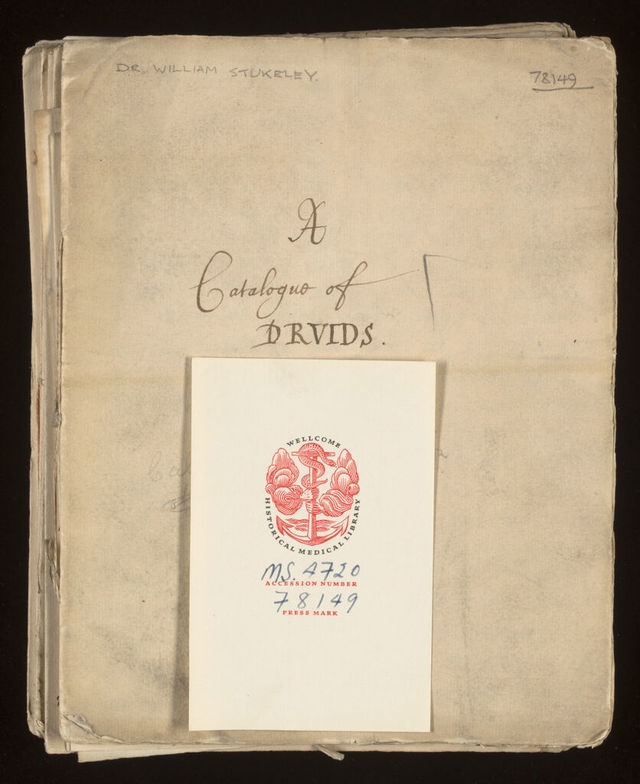 DR. WILLIAM STUKELEY.
78149
A
Catalogue of
DRVIDS.
WELLCOME
HISTORICAL MEDICAL LIBRARY
MS. 4720
ACCESSION NUMBER
78149
PRESS MARK